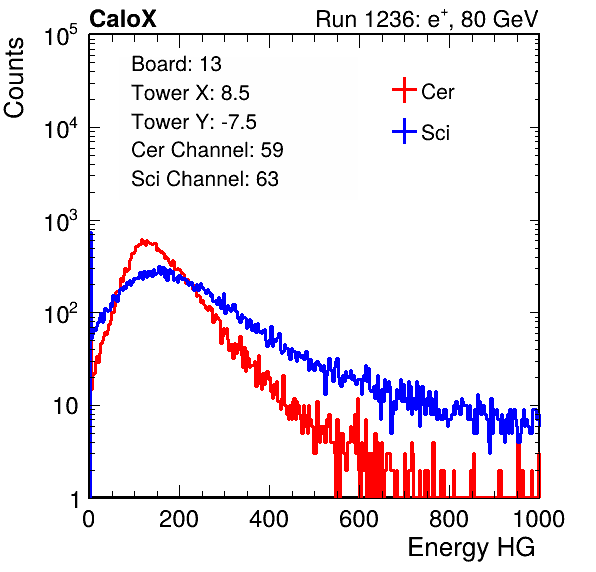 CaloX Run 1236: e⁺, 80 GeV
Board: 13
Tower X: 8.5
Tower Y: -7.5
Cer Channel: 59
Sci Channel: 63
Cer
Sci
Counts
10⁵
10⁴
10³
10²
10
1
0 200 400 600 800 1000
Energy HG